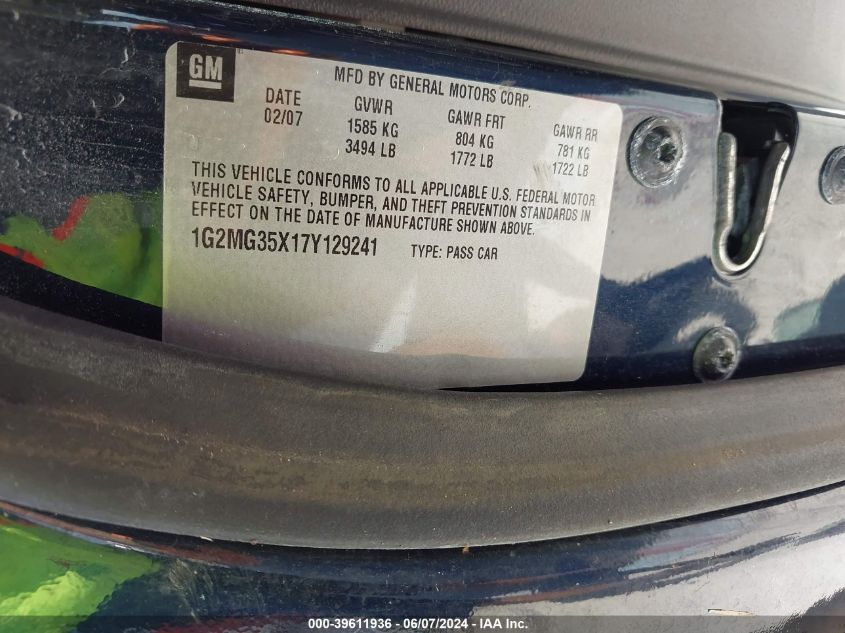 GM
MFD BY GENERAL MOTORS CORP.
DATE GVWR GAWR FRT GAWR RR
02/07 1585 KG 804 KG 781 KG
3494 LB 1772 LB 1722 LB
THIS VEHICLE CONFORMS TO ALL APPLICABLE U.S. FEDERAL MOTOR
VEHICLE SAFETY, BUMPER, AND THEFT PREVENTION STANDARDS IN
EFFECT ON THE DATE OF MANUFACTURE SHOWN ABOVE.
1G2MG35X17Y129241 TYPE: PASS CAR
000-39611936 - 06/07/2024 - IAA Inc.